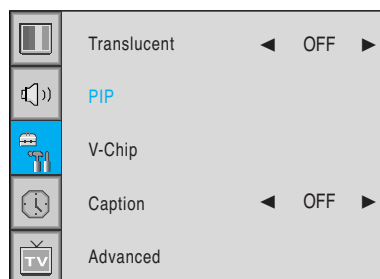 Translucent ◄ OFF ►
PIP
V-Chip
Caption ◄ OFF ►
Advanced
TV